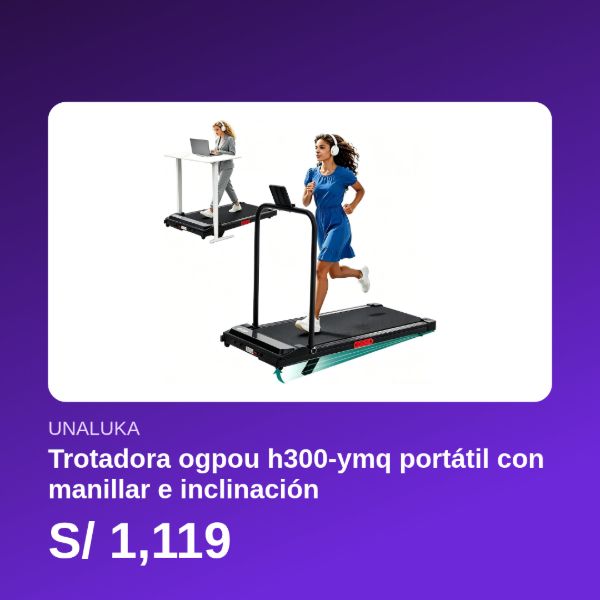 UNALUKA
Trotadora ogpou h300-ymq portátil con
manillar e inclinación
S/ 1,119